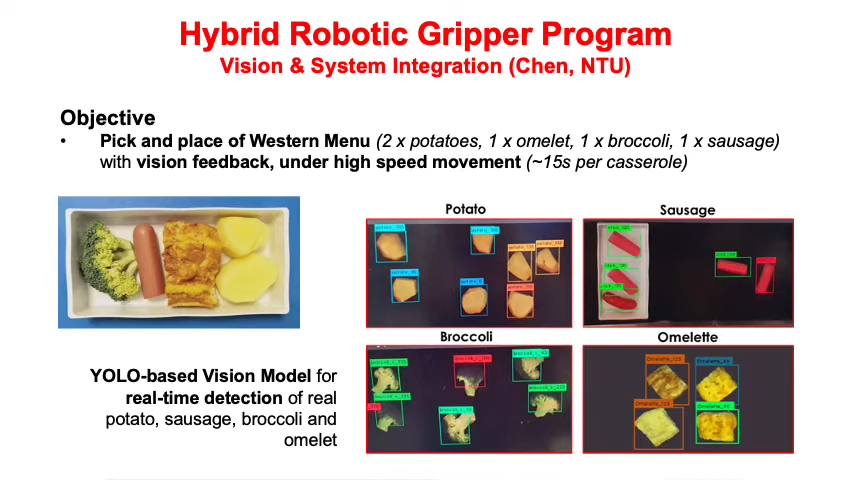 Hybrid Robotic Gripper Program
Vision & System Integration (Chen, NTU)
Objective
• Pick and place of Western Menu (2 x potatoes, 1 x omelet, 1 x broccoli, 1 x sausage)
with vision feedback, under high speed movement (~15s per casserole)
Potato
Sausage
Broccoli
Omelette
YOLO-based Vision Model for
real-time detection of real
potato, sausage, broccoli and
omelet